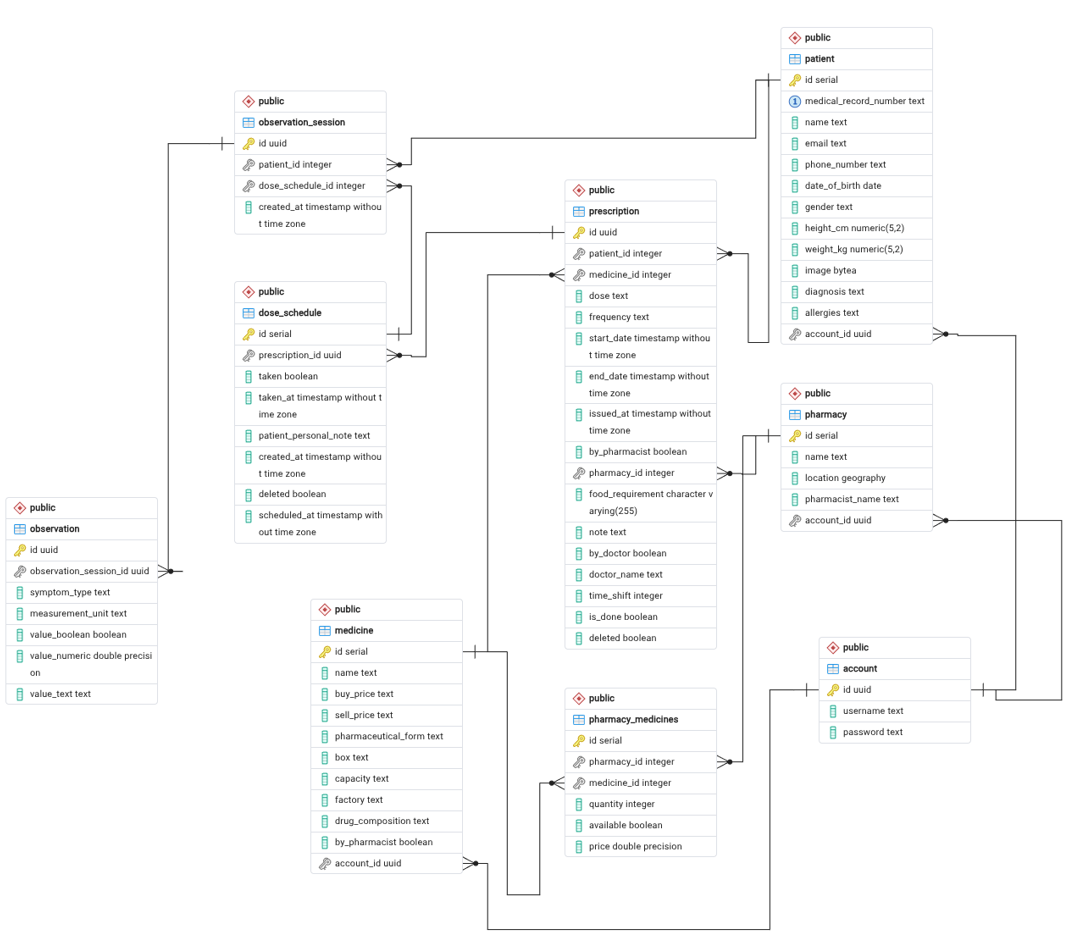 public
patient
id serial
medical_record_number text
name text
email text
phone_number text
date_of_birth date
gender text
height_cm numeric(5,2)
weight_kg numeric(5,2)
image bytea
diagnosis text
allergies text
account_id uuid
public
observation_session
id uuid
patient_id integer
dose_schedule_id integer
created_at timestamp withou
t time zone
public
prescription
id uuid
patient_id integer
medicine_id integer
dose text
frequency text
start_date timestamp withou
t time zone
end_date timestamp without
time zone
issued_at timestamp without
time zone
by_pharmacist boolean
pharmacy_id integer
food_requirement character v
arying(255)
note text
by_doctor boolean
doctor_name text
time_shift integer
is_done boolean
deleted boolean
public
dose_schedule
id serial
prescription_id uuid
taken boolean
taken_at timestamp without t
ime zone
patient_personal_note text
created_at timestamp withou
t time zone
deleted boolean
scheduled_at timestamp with
out time zone
public
pharmacy
id serial
name text
location geography
pharmacist_name text
account_id uuid
public
observation
id uuid
observation_session_id uuid
symptom_type text
measurement_unit text
value_boolean boolean
value_numeric double precisi
on
value_text text
public
medicine
id serial
name text
buy_price text
sell_price text
pharmaceutical_form text
box text
capacity text
factory text
drug_composition text
by_pharmacist boolean
account_id uuid
public
pharmacy_medicines
id serial
pharmacy_id integer
medicine_id integer
quantity integer
available boolean
price double precision
public
account
id uuid
username text
password text
1